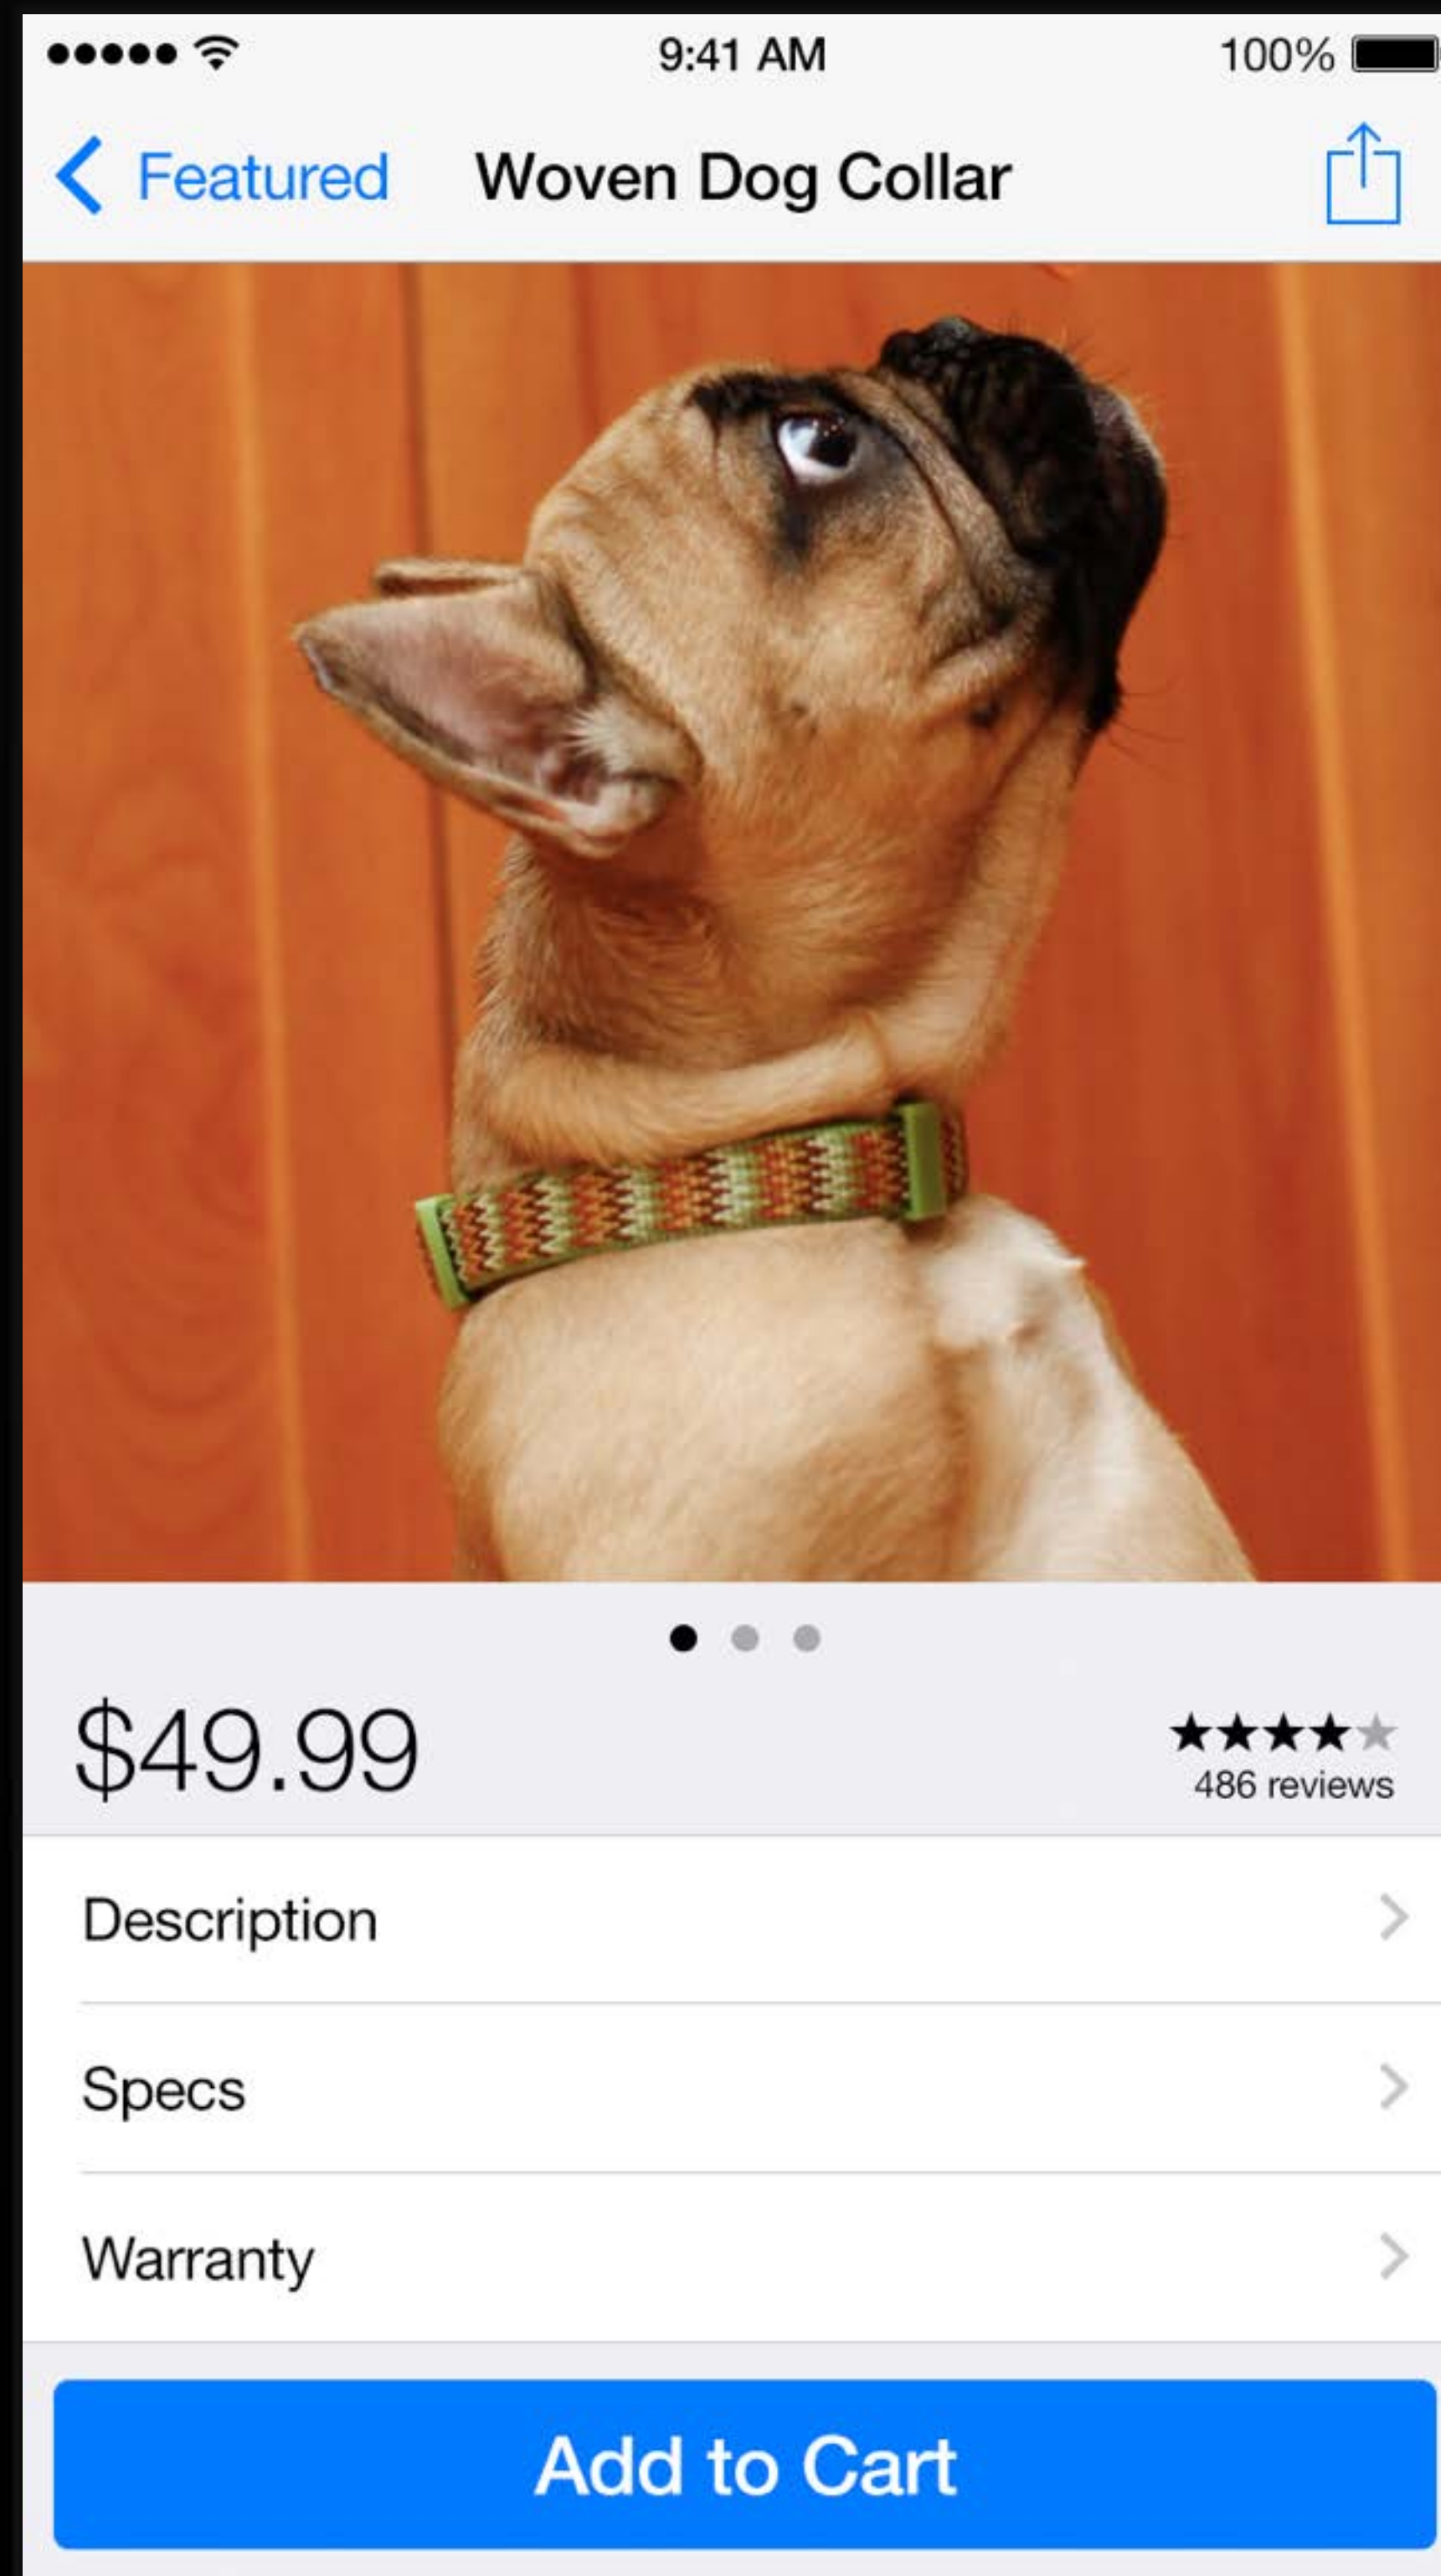 9:41 AM 100%
Featured Woven Dog Collar
$49.99
486 reviews
Description
Specs
Warranty
Add to Cart